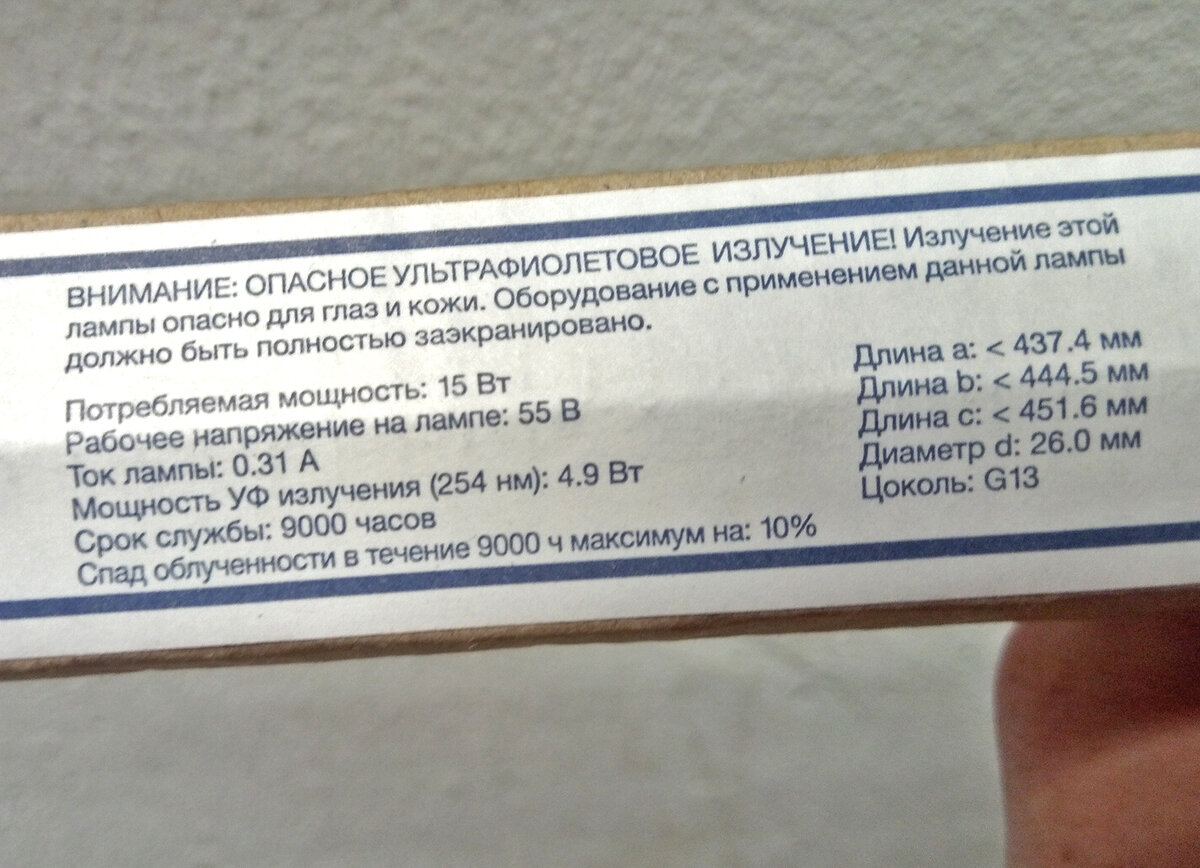 ВНИМАНИЕ: ОПАСНОЕ УЛЬТРАФИОЛЕТОВОЕ ИЗЛУЧЕНИЕ! Излучение этой
лампы опасно для глаз и кожи. Оборудование с применением данной лампы
должно быть полностью заэкранировано.
Потребляемая мощность: 15 Вт
Рабочее напряжение на лампе: 55 В
Ток лампы: 0.31 А
Мощность УФ излучения (254 нм): 4.9 Вт
Срок службы: 9000 часов
Спад облученности в течение 9000 ч максимум на: 10%
Длина a: < 437.4 мм
Длина b: < 444.5 мм
Длина c: < 451.6 мм
Диаметр d: 26.0 мм
Цоколь: G13